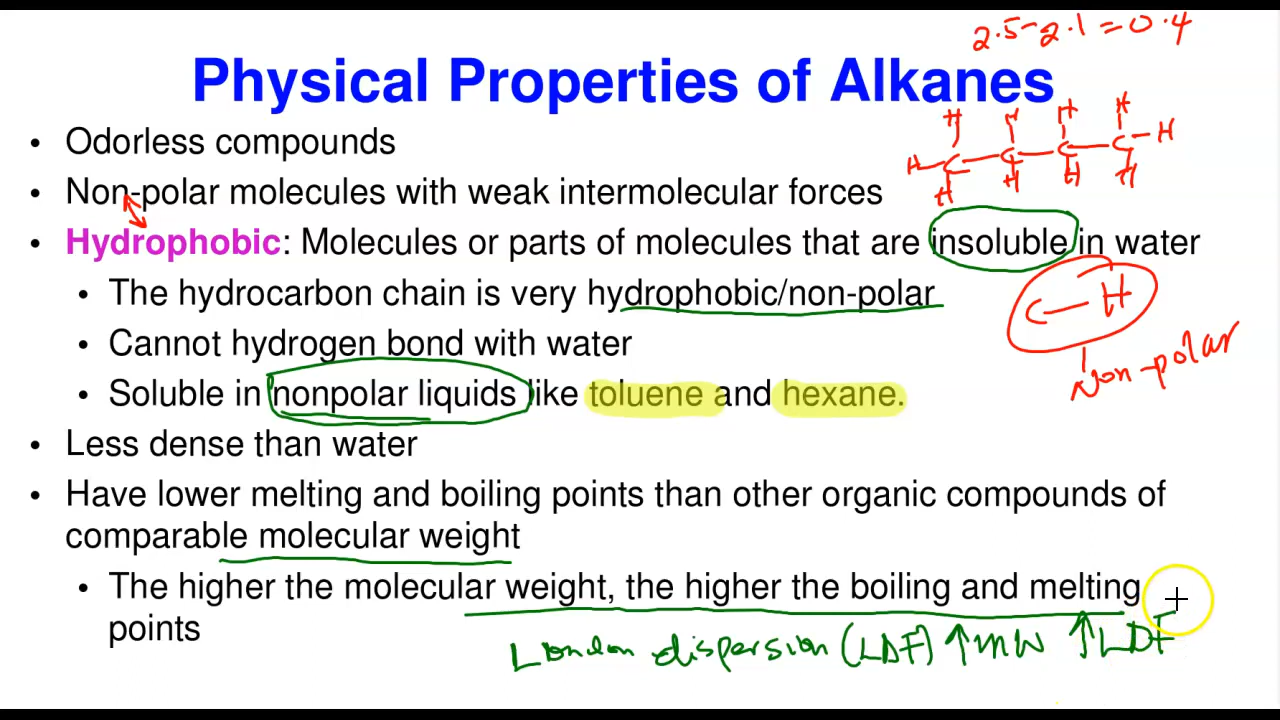 2.5-2.1=0.4
Physical Properties of Alkanes
• Odorless compounds
• Non-polar molecules with weak intermolecular forces
• Hydrophobic: Molecules or parts of molecules that are insoluble in water
• The hydrocarbon chain is very hydrophobic/non-polar
• Cannot hydrogen bond with water
• Soluble in nonpolar liquids like toluene and hexane.
• Less dense than water
• Have lower melting and boiling points than other organic compounds of
comparable molecular weight
• The higher the molecular weight, the higher the boiling and melting
points
London dispersion (LDF) ↑MW ↑LDF
H H H H
H-C-C-C-C-H
H H H H
C-H
Non-polar